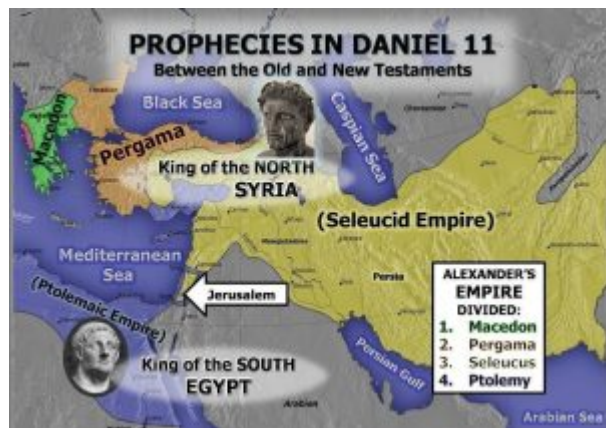 PROPHECIES IN DANIEL 11
Between the Old and New Testaments
Black Sea
Caspian Sea
Macedon
Pergama
King of the NORTH
SYRIA
(Seleucid Empire)
Mediterranean
Sea
(Ptolemaic Empire)
Jerusalem
Persia
ALEXANDER'S
EMPIRE
DIVIDED:
1. Macedon
2. Pergama
3. Seleucus
4. Ptolemy
King of the SOUTH
EGYPT
Persian Gulf
Arabian
Arabian Sea